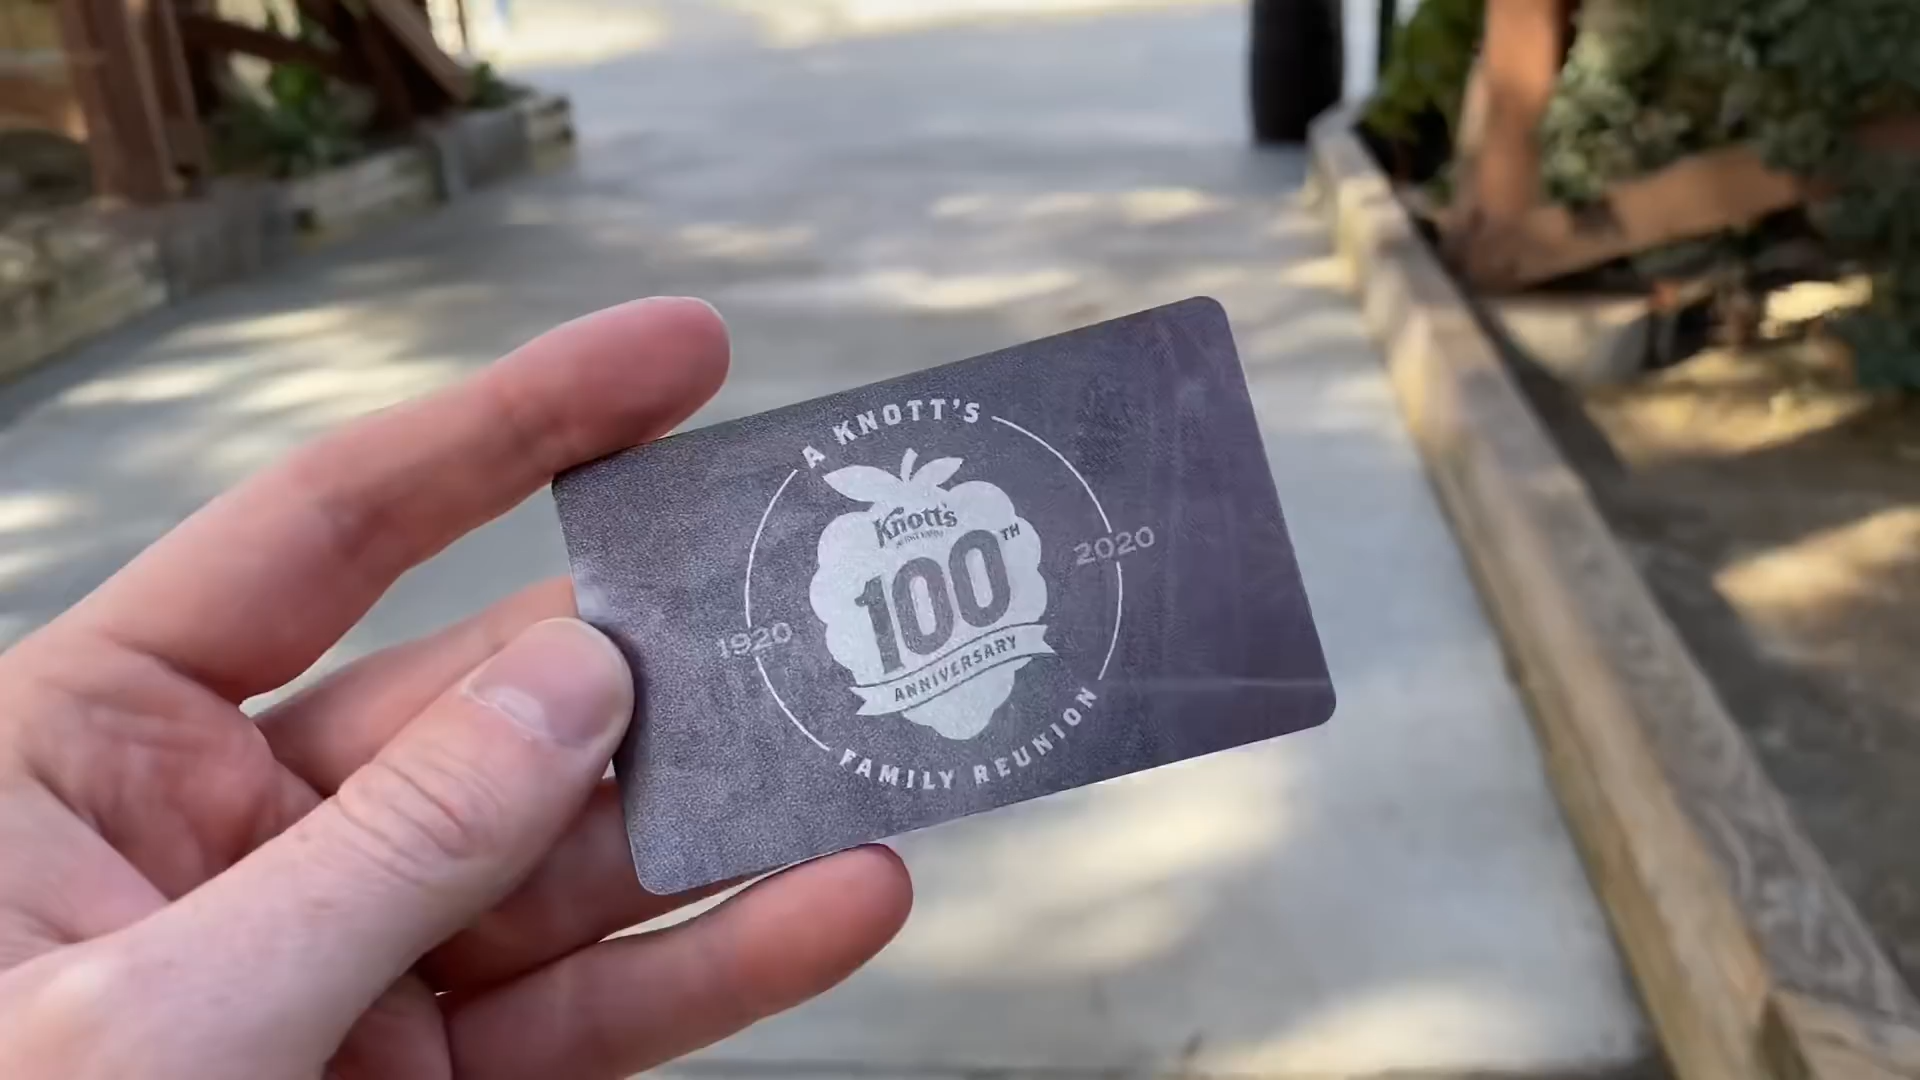 A KNOTT'S
Knott's
100TH
1920
2020
ANNIVERSARY
FAMILY REUNION